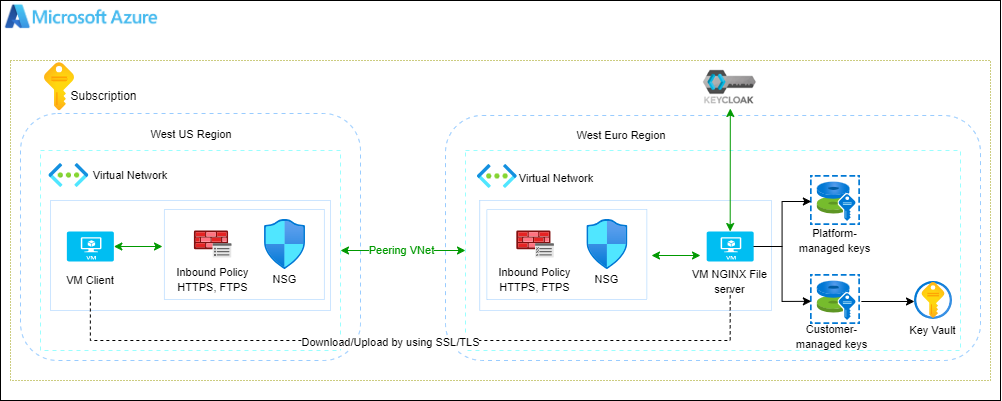 Microsoft Azure
Subscription
KEYCLOAK
West US Region
West Euro Region
Virtual Network
Virtual Network
VM
VM Client
Inbound Policy
HTTPS, FTPS
NSG
Peering VNet
Inbound Policy
HTTPS, FTPS
NSG
VM
VM NGINX File
server
Platform-
managed keys
Customer-
managed keys
Key Vault
Download/Upload by using SSL/TLS